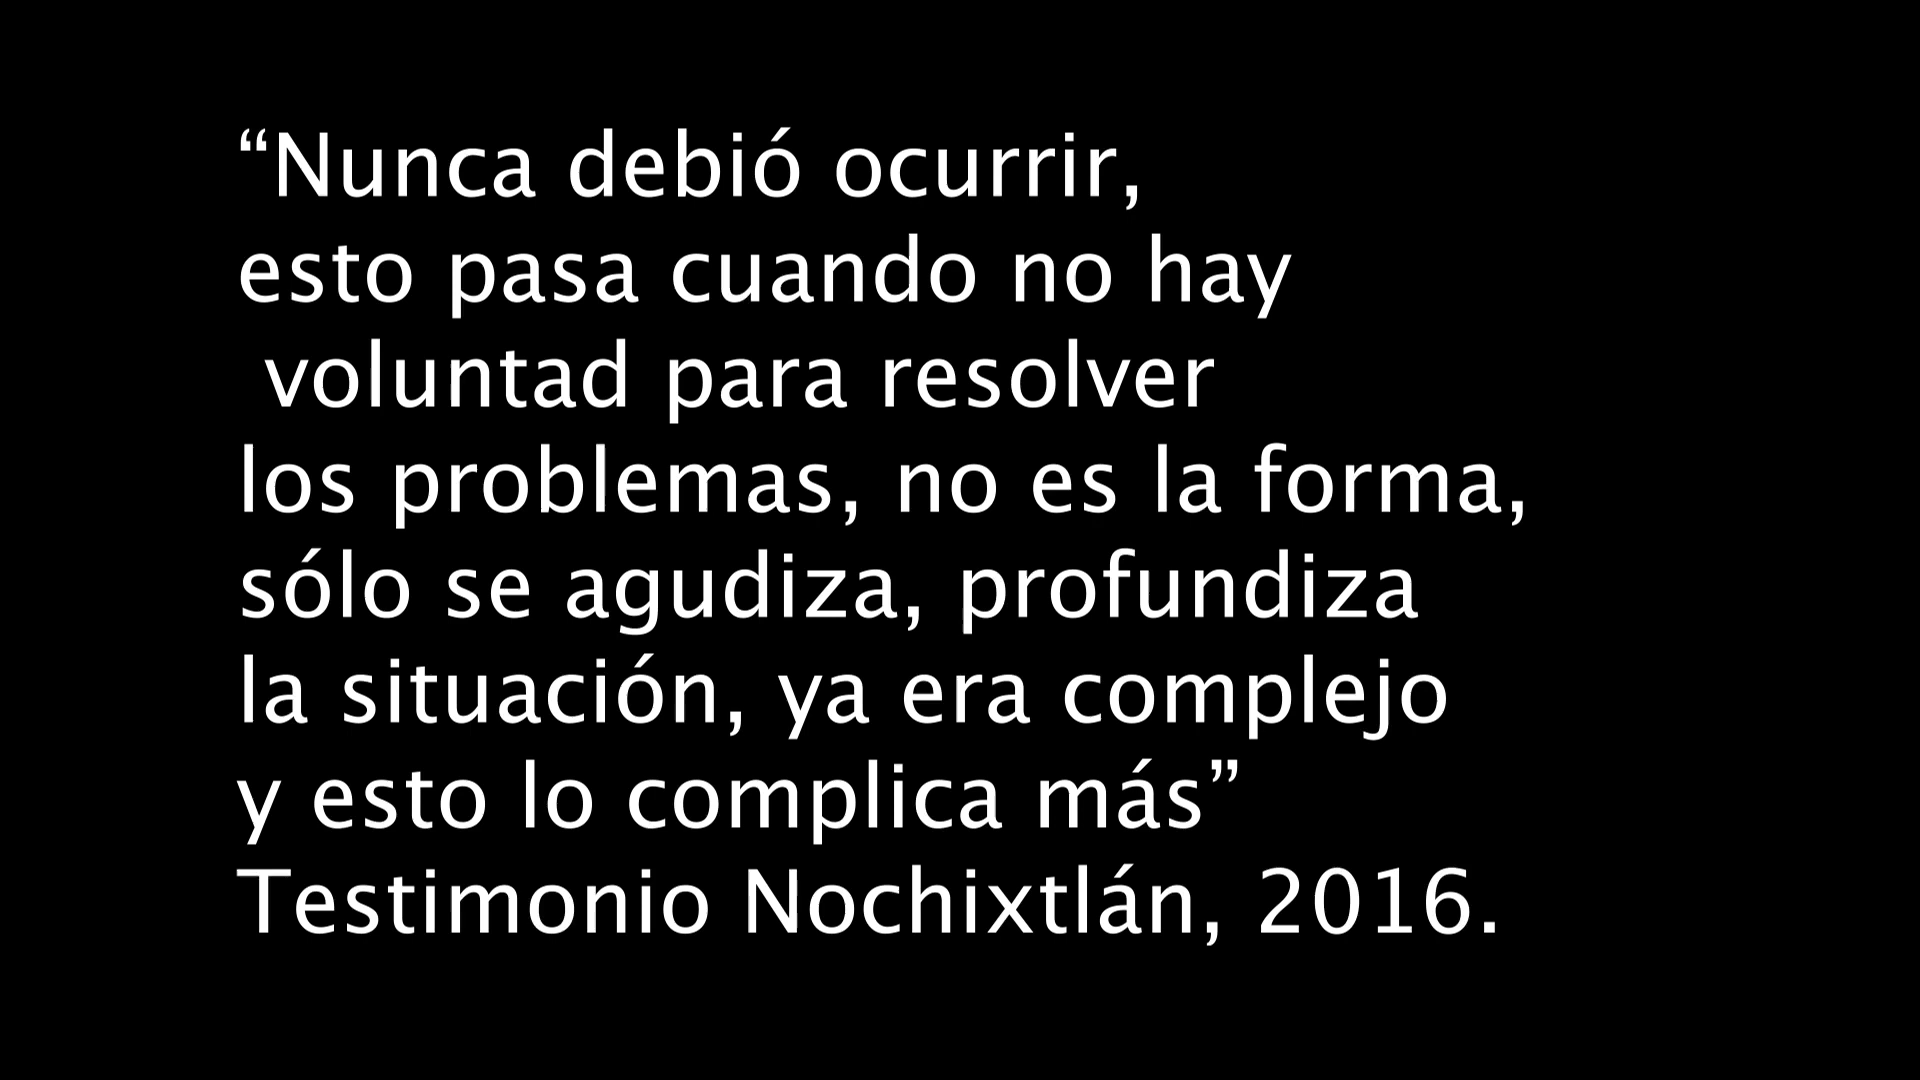 “Nunca debió ocurrir,
esto pasa cuando no hay
voluntad para resolver
los problemas, no es la forma,
sólo se agudiza, profundiza
la situación, ya era complejo
y esto lo complica más”
Testimonio Nochixtlán, 2016.